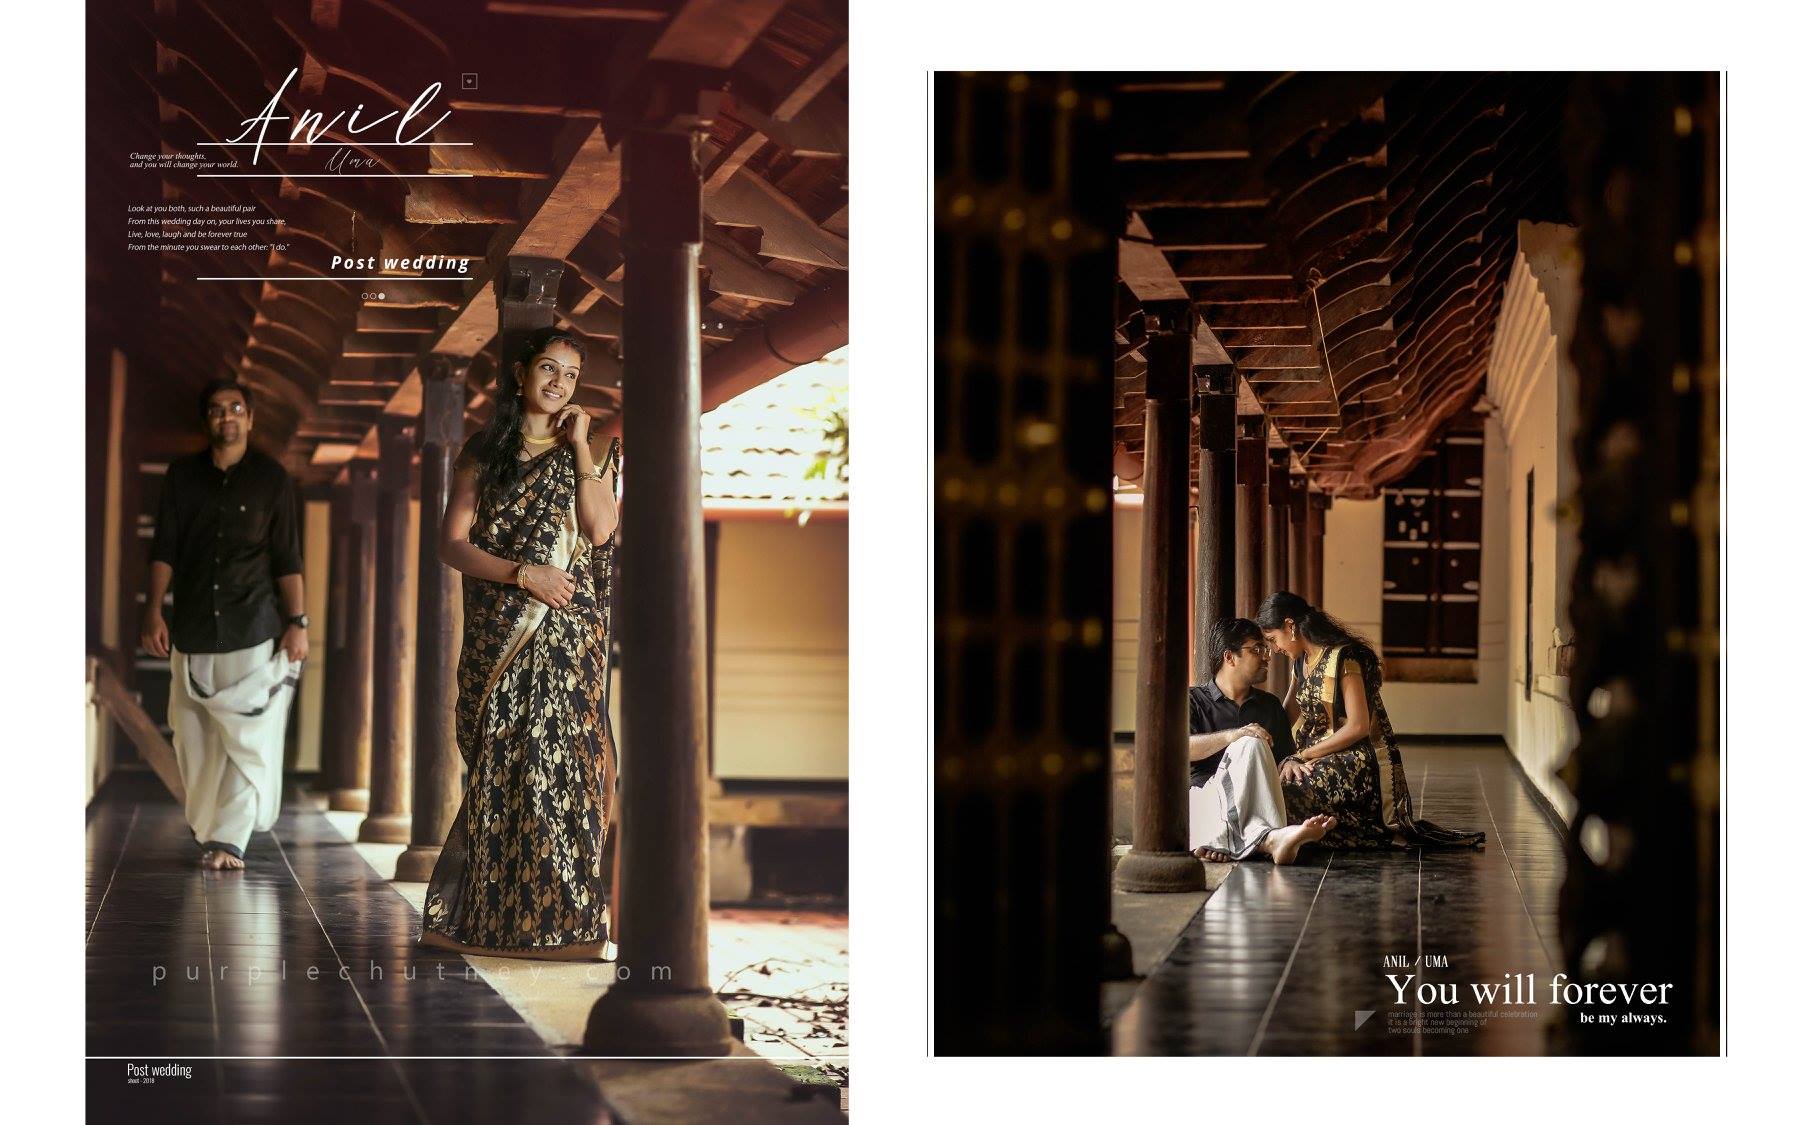 Anil
Uma
Change your thoughts,
and you will change your world.
Look at you both, such a beautiful pair
From this wedding day on, your lives you share,
Live, love, laugh and be forever true
From the minute you swear to each other: "I do."
Post wedding
purplechutney.com
Post wedding
shoot - 2018
ANIL / UMA
You will forever
be my always.
marriage is more than a beautiful celebration
it is a bright new beginning of
two souls becoming one